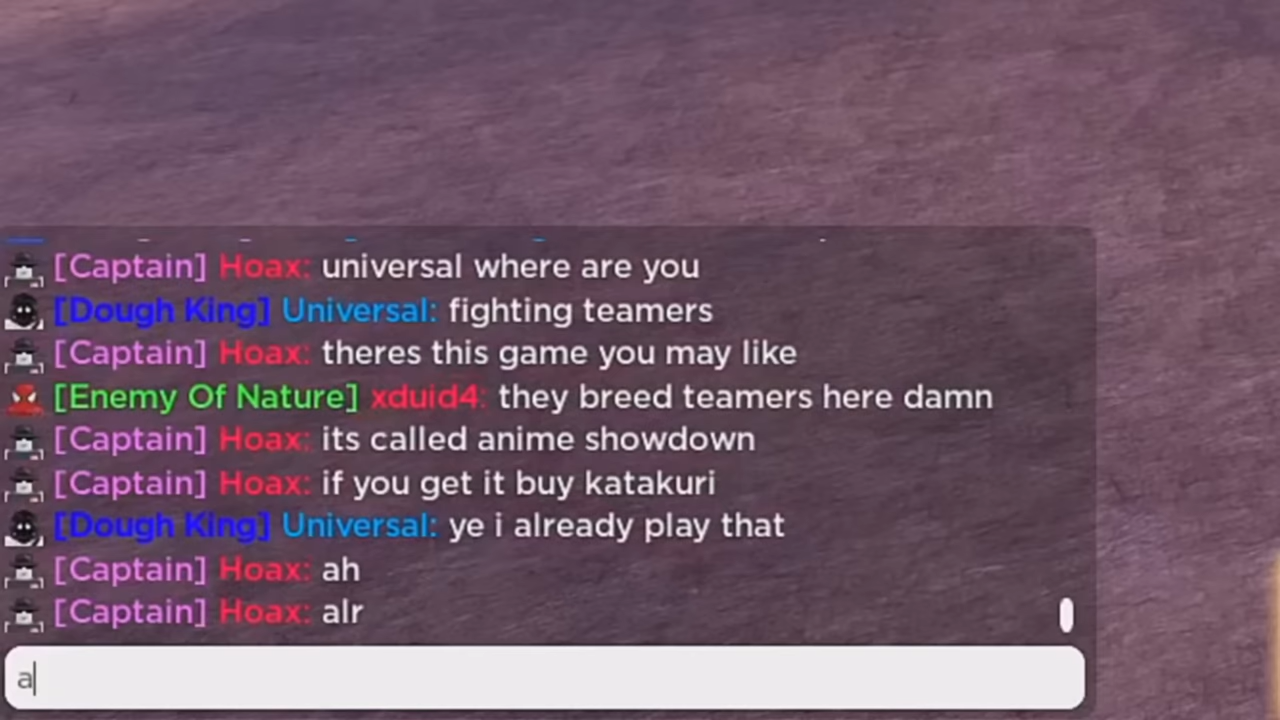 [Captain] Hoax: universal where are you
[Dough King] Universal: fighting teamers
[Captain] Hoax: theres this game you may like
[Enemy Of Nature] xduid4: they breed teamers here damn
[Captain] Hoax: its called anime showdown
[Captain] Hoax: if you get it buy katakuri
[Dough King] Universal: ye i already play that
[Captain] Hoax: ah
[Captain] Hoax: alr
a